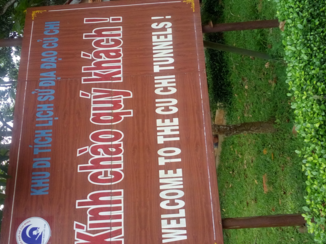 KHU DI TÍCH LỊCH SỬ ĐỊA ĐẠO CỦ CHI
Kính chào quý khách !
WELCOME TO THE CU CHI TUNNELS !